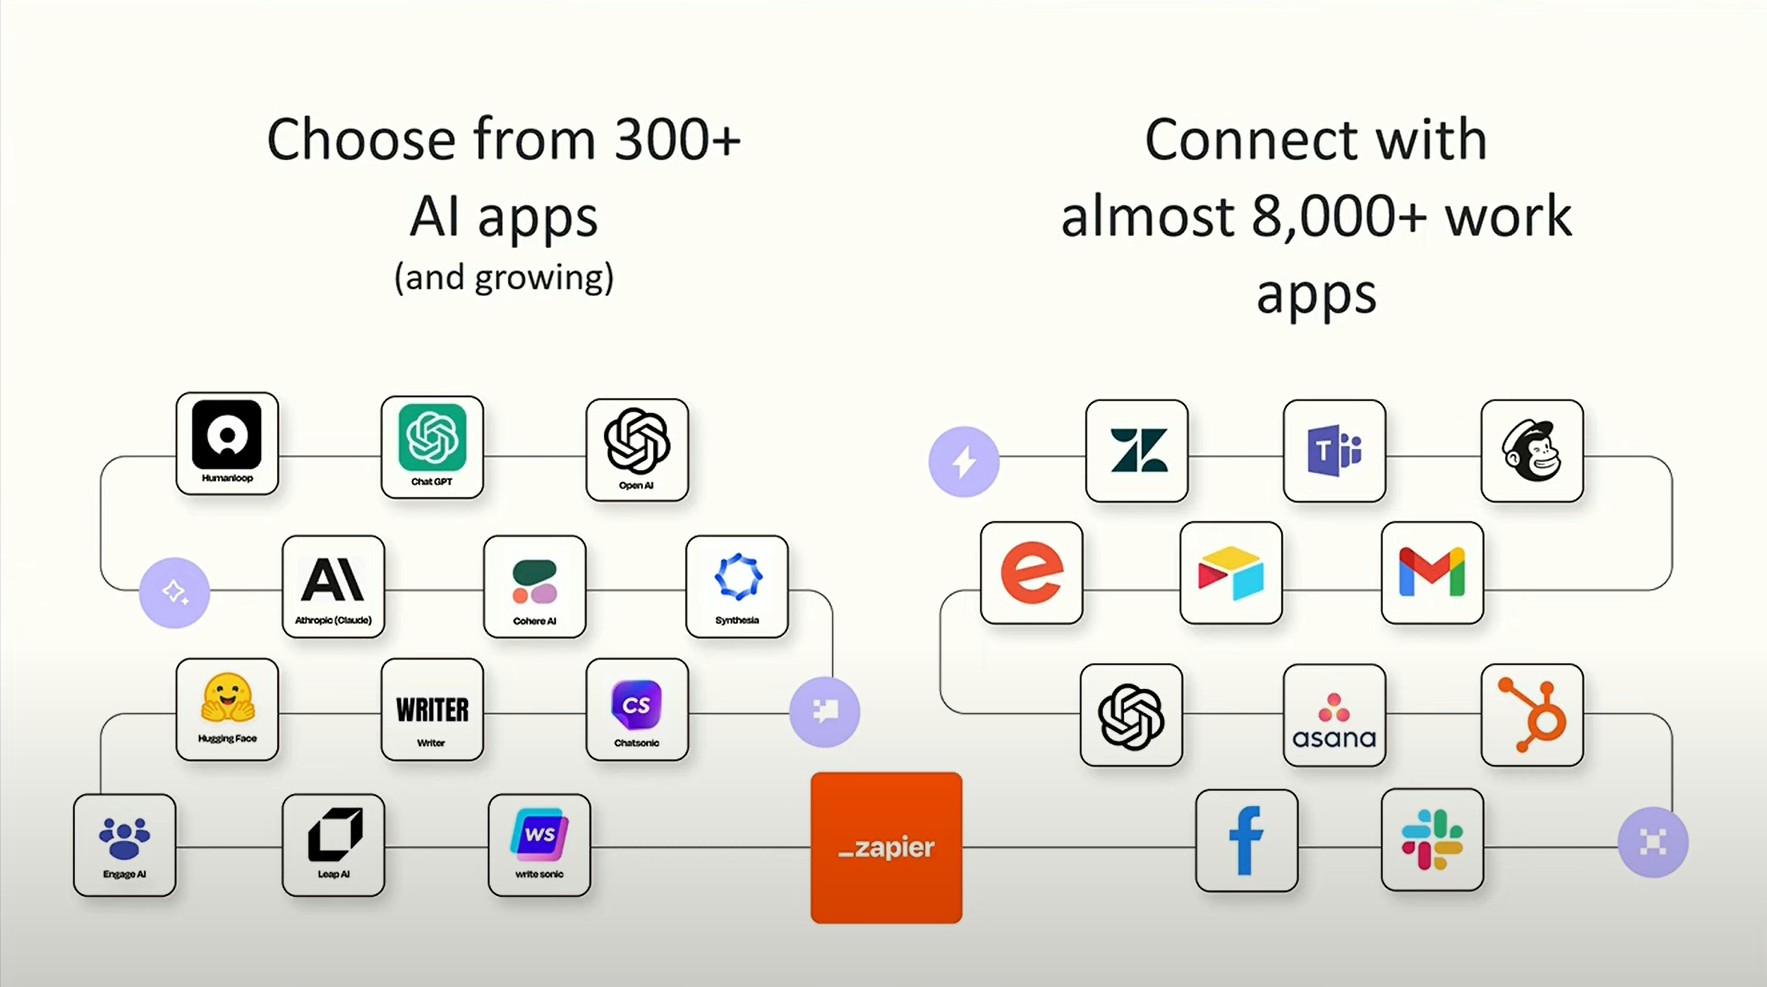 Choose from 300+
AI apps
(and growing)
Connect with
almost 8,000+ work
apps
Humanloop
Chat GPT
Open AI
T
AI
Athropic (Claude)
Cohere AI
Synthesia
e
M
Hugging Face
WRITER
Writer
CS
Chatsonic
asana
Engage AI
Leap AI
WS
write sonic
_zapier
f